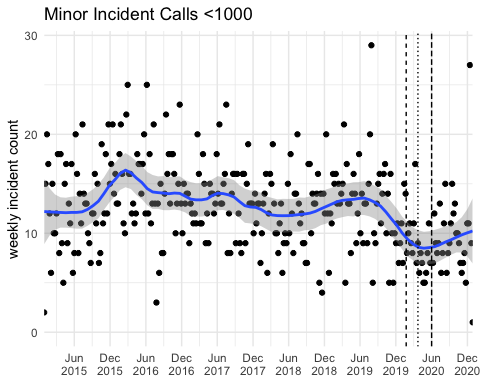 Minor Incident Calls <1000
weekly incident count
30
20
10
0
Jun Dec Jun Dec Jun Dec Jun Dec Jun Dec Jun Dec
2015 2015 2016 2016 2017 2017 2018 2018 2019 2019 2020 2020